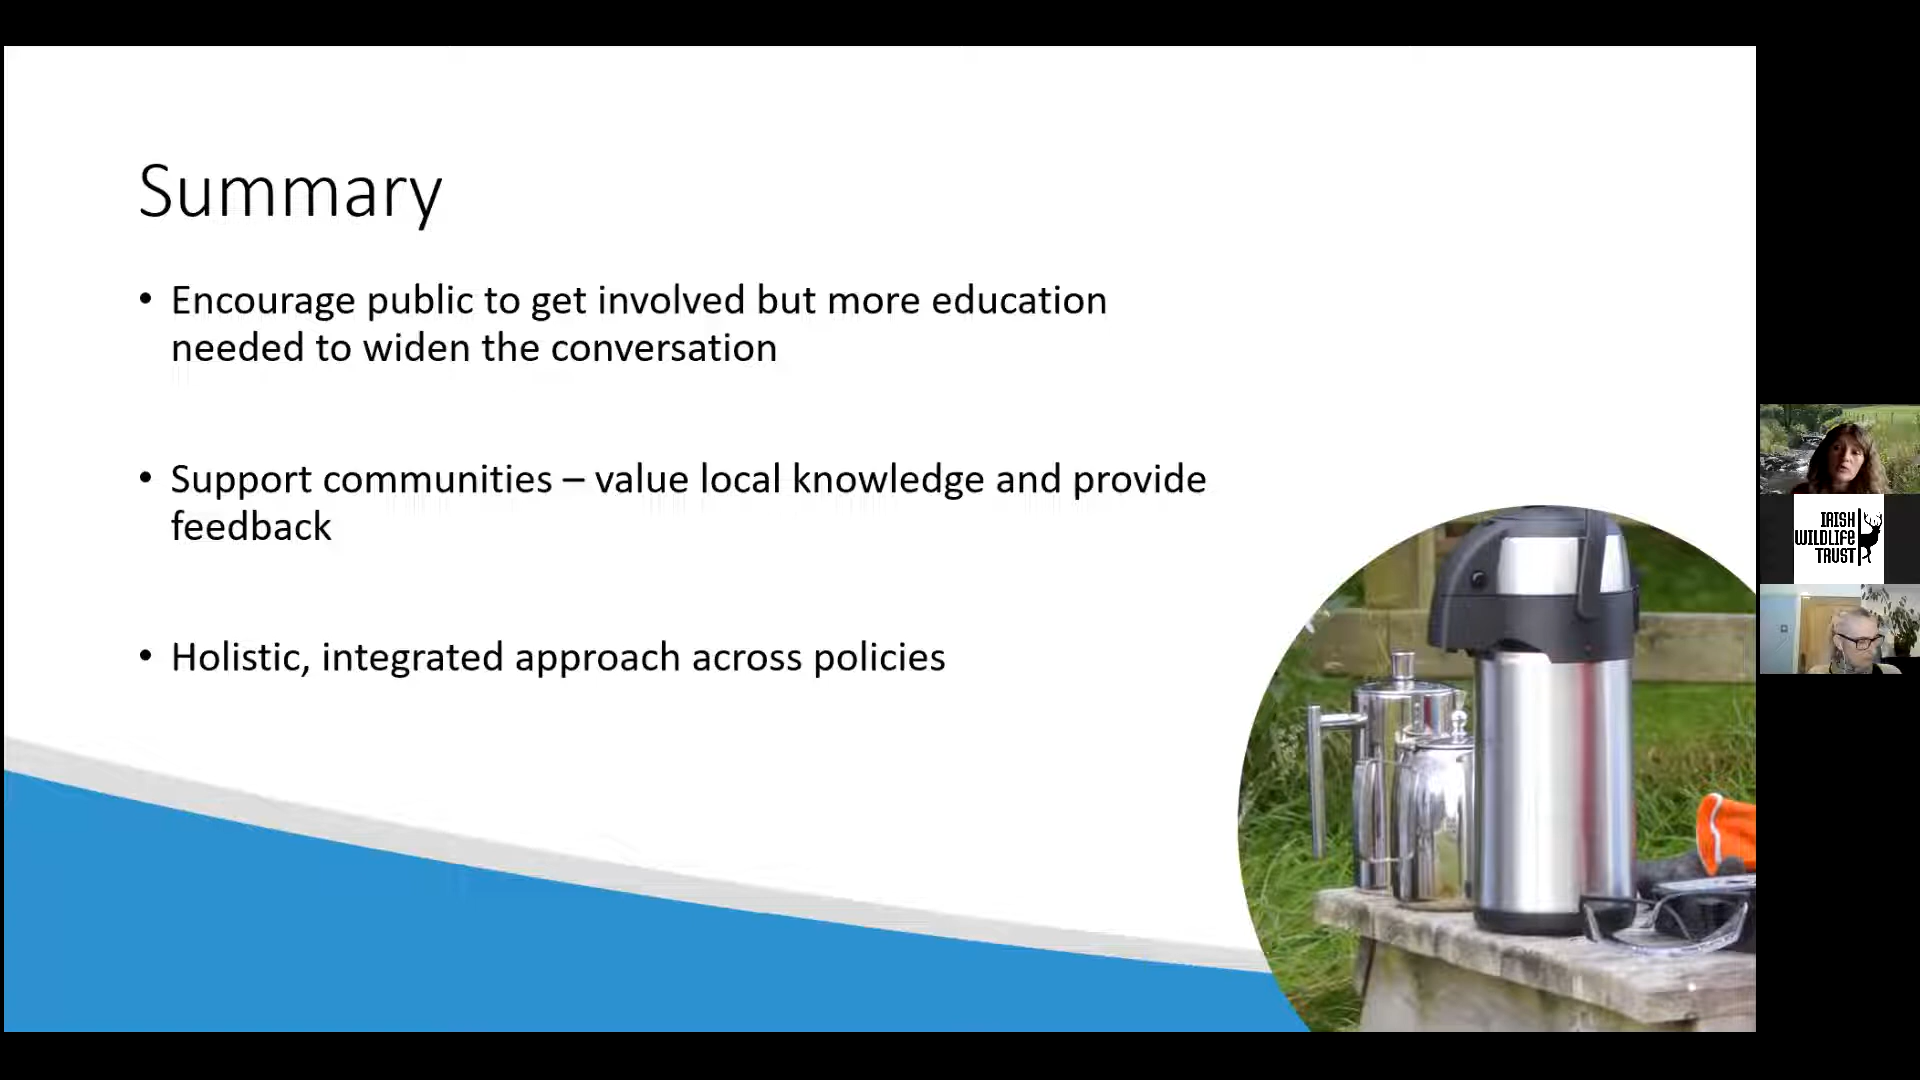 Summary
• Encourage public to get involved but more education
needed to widen the conversation
• Support communities – value local knowledge and provide
feedback
• Holistic, integrated approach across policies
IRISH
WILDLIFE
TRUST